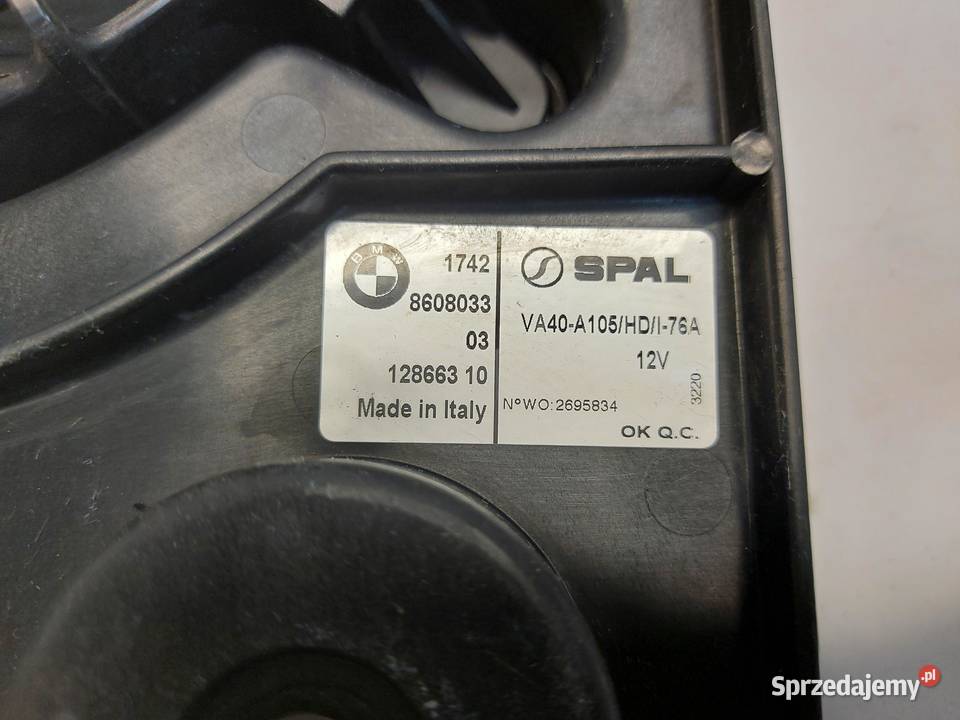 BMW
1742
8608033
03
128663 10
Made in Italy
SPAL
VA40-A105/HD/I-76A
12V
3220
N°WO:2695834
OK Q.C.
Sprzedajemy.pl